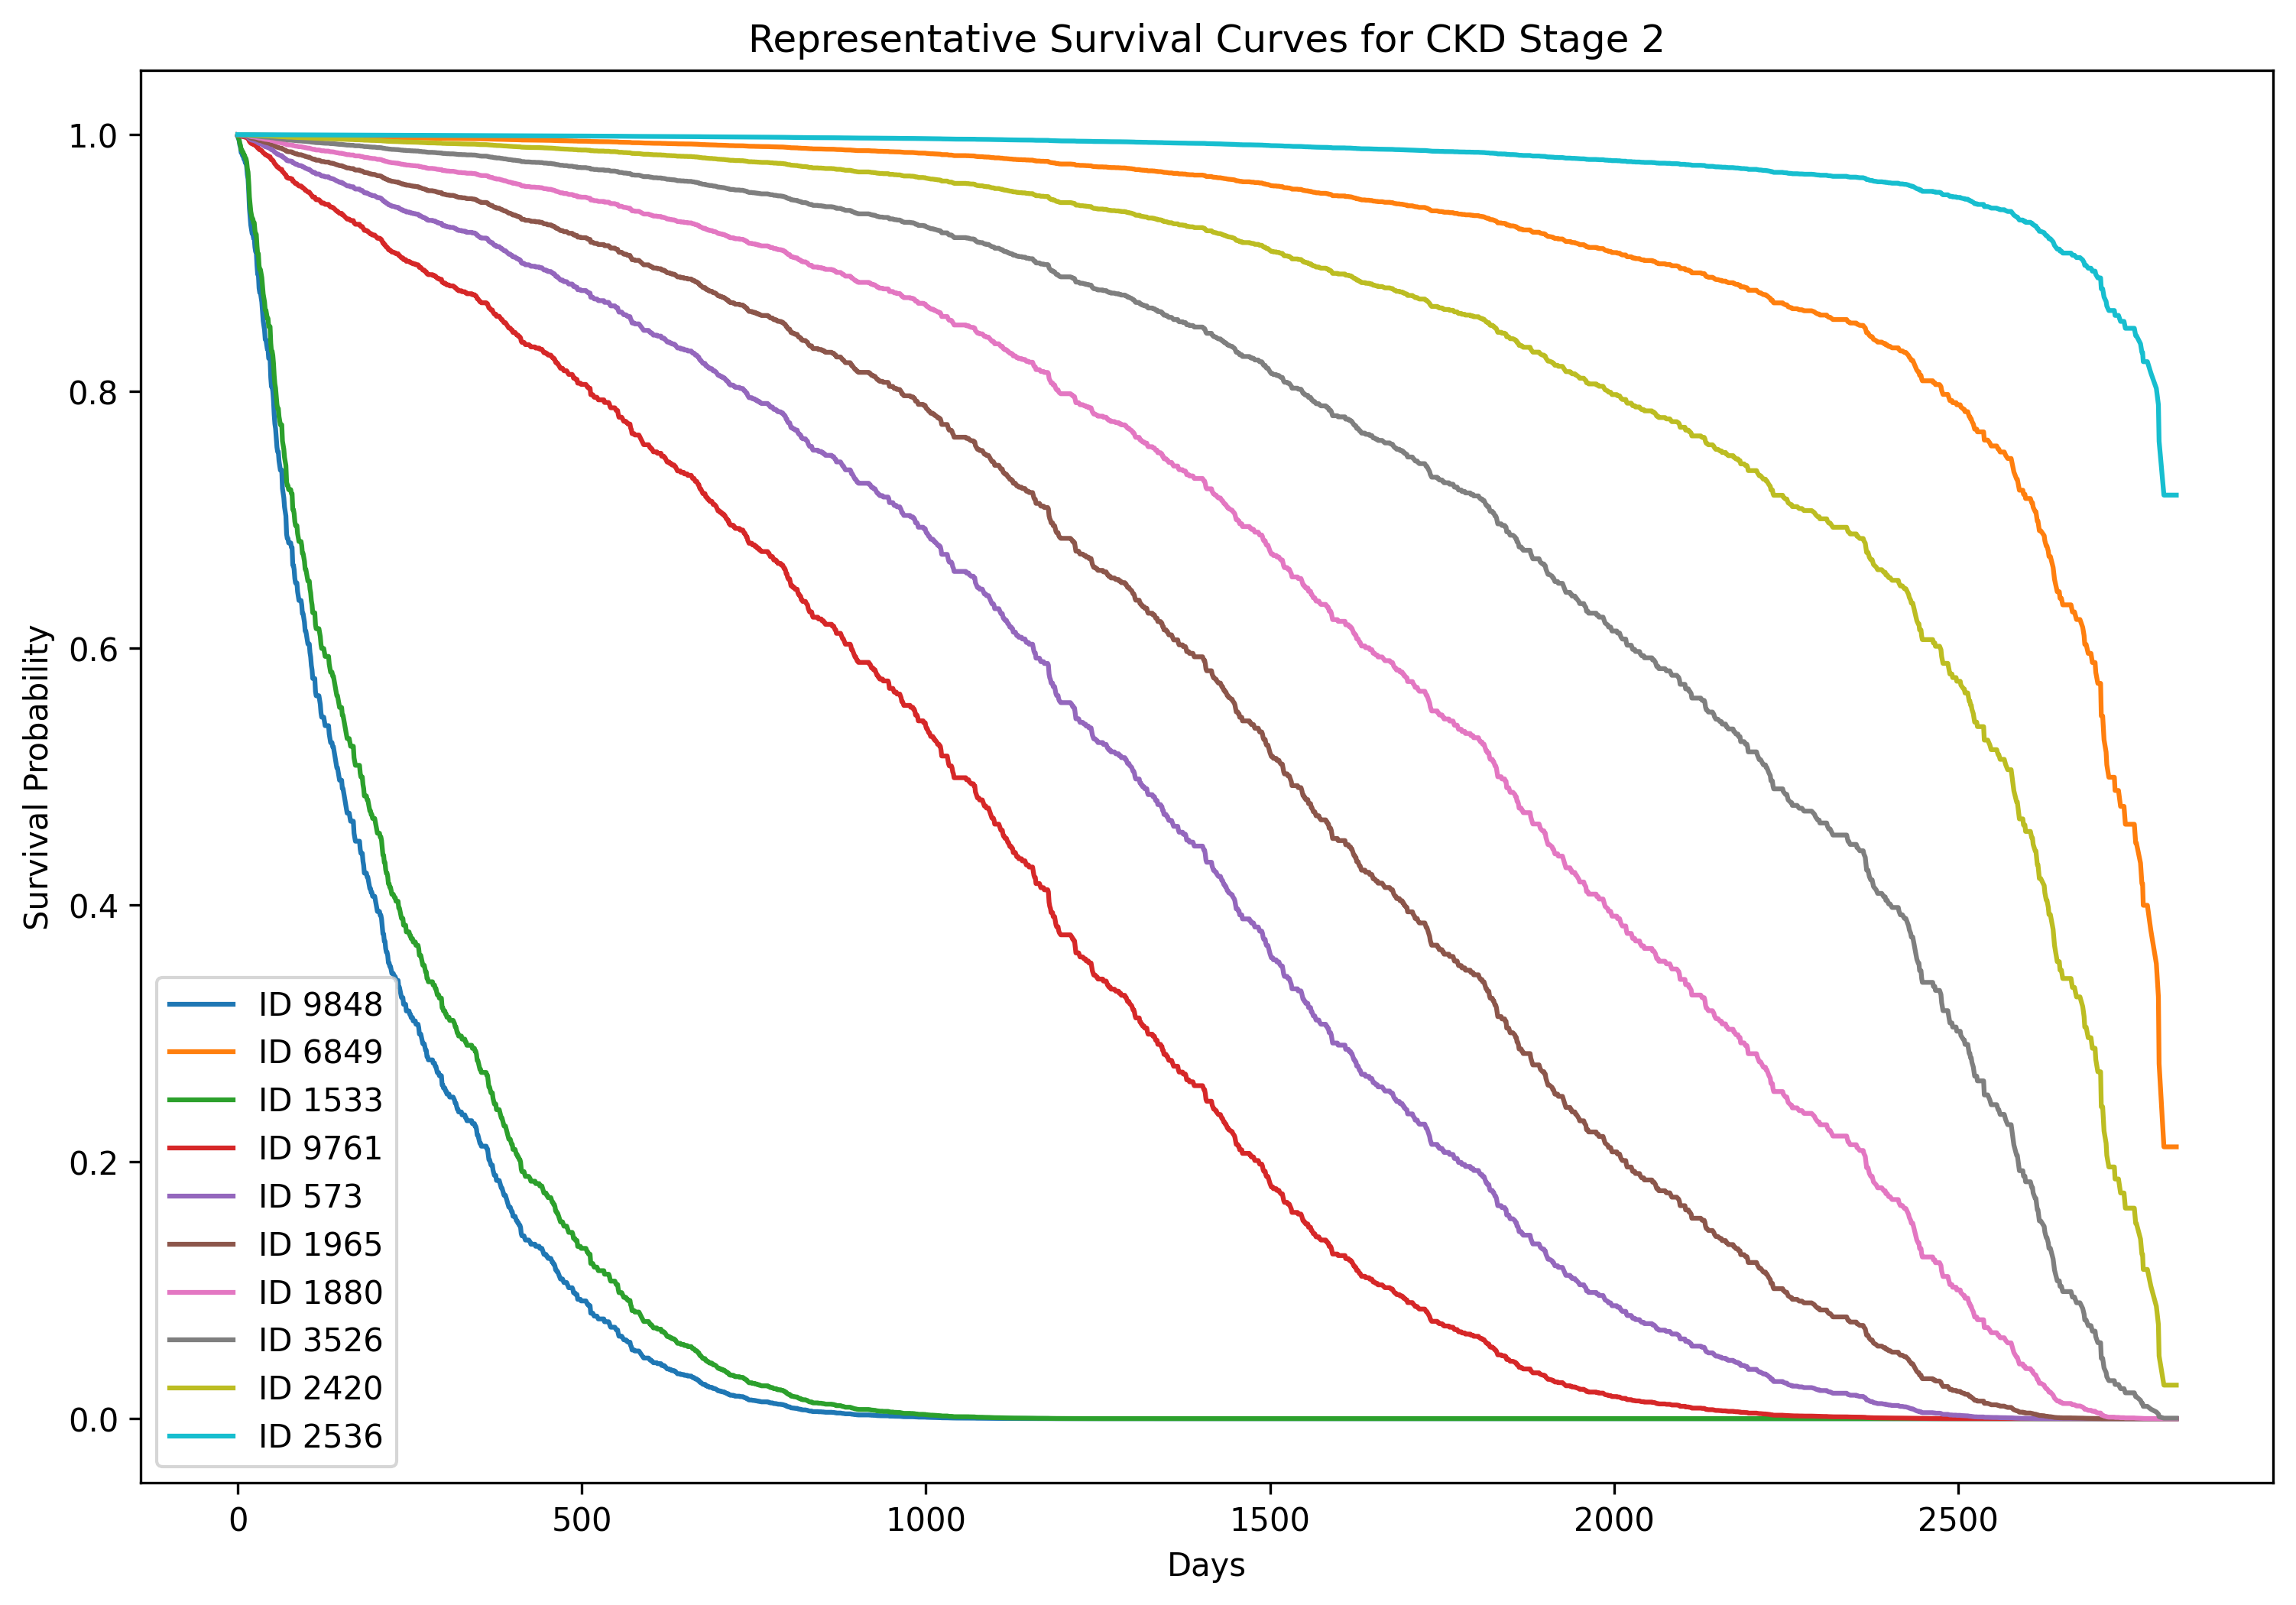 Representative Survival Curves for CKD Stage 2
Survival Probability
1.0
0.8
0.6
0.4
0.2
0.0
ID 9848
ID 6849
ID 1533
ID 9761
ID 573
ID 1965
ID 1880
ID 3526
ID 2420
ID 2536
0 500 1000 1500 2000 2500
Days